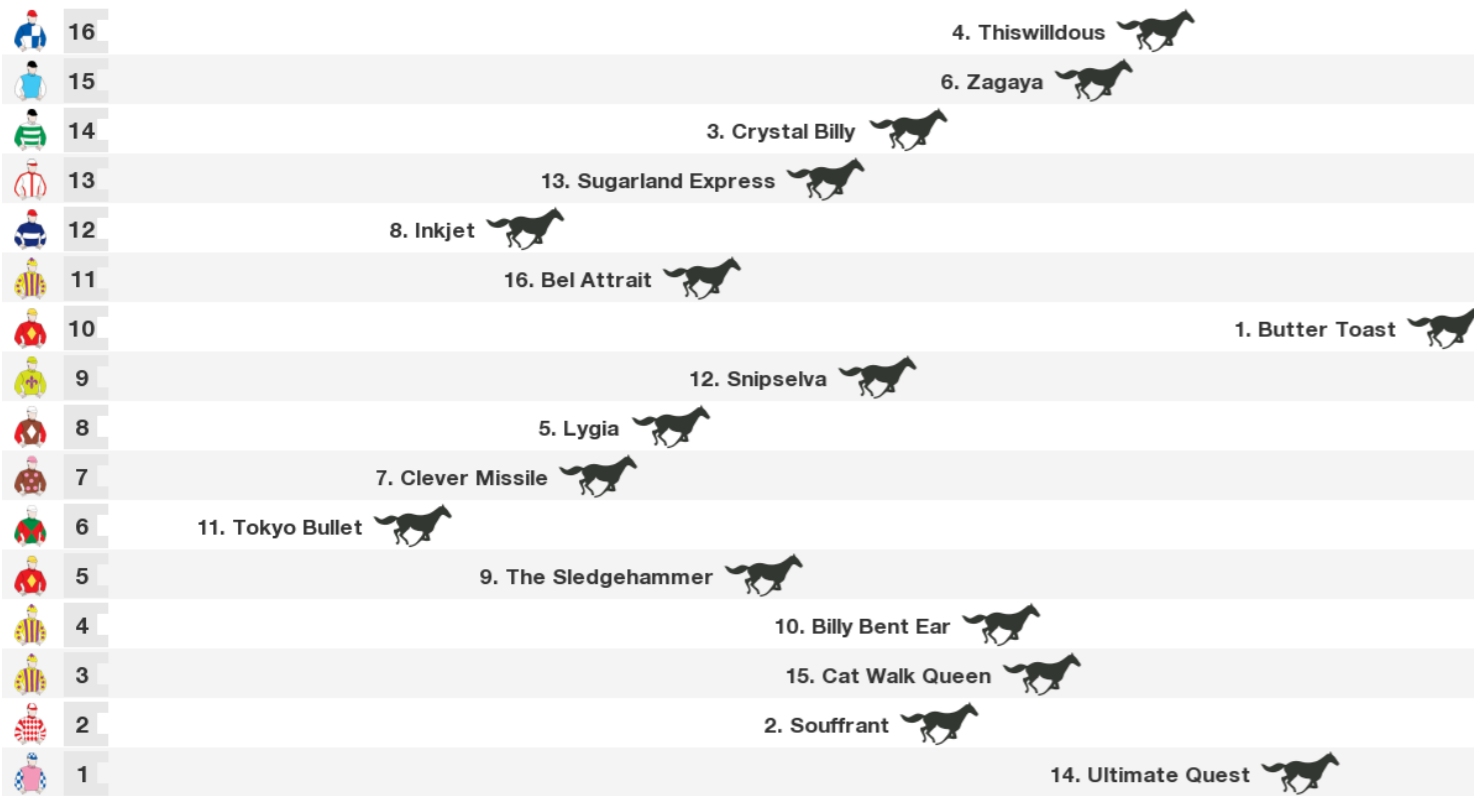 16 4. Thiswilldous
15 6. Zagaya
14 3. Crystal Billy
13 13. Sugarland Express
12 8. Inkjet
11 16. Bel Attrait
10 1. Butter Toast
9 12. Snipselva
8 5. Lygia
7 7. Clever Missile
6 11. Tokyo Bullet
5 9. The Sledgehammer
4 10. Billy Bent Ear
3 15. Cat Walk Queen
2 2. Souffrant
1 14. Ultimate Quest